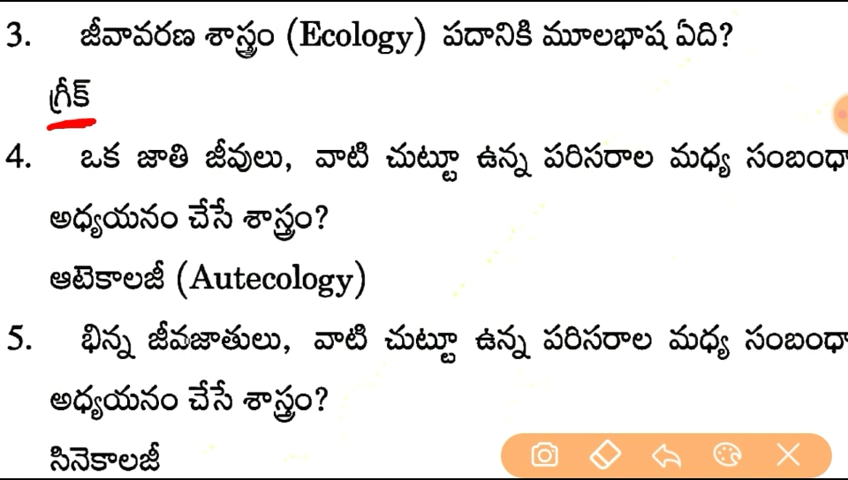 3. జీవావరణ శాస్త్రం (Ecology) పదానికి మూలభాష ఏది?
గ్రీక్
4. ఒక జాతి జీవులు, వాటి చుట్టూ ఉన్న పరిసరాల మధ్య సంబంధా
అధ్యయనం చేసే శాస్త్రం?
ఆటెకాలజీ (Autecology)
5. భిన్న జీవజాతులు, వాటి చుట్టూ ఉన్న పరిసరాల మధ్య సంబంధా
అధ్యయనం చేసే శాస్త్రం?
సినెకాలజీ